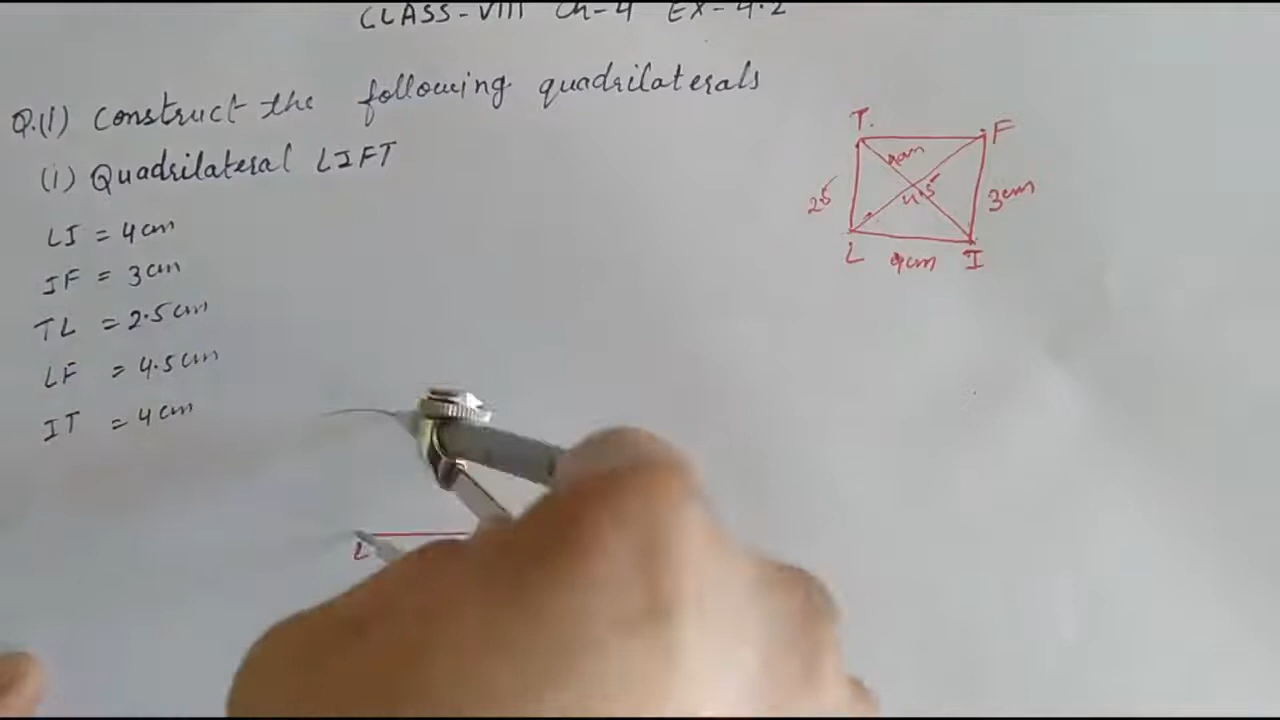 CLASS-VIII Ch-4 EX-4.2
Q.(1) Construct the following quadrilaterals
(i) Quadrilateral LIFT
LI = 4cm
IF = 3cm
TL = 2.5cm
LF = 4.5cm
IT = 4cm
T F
4cm
2.5 4.5 3cm
L 4cm I
L